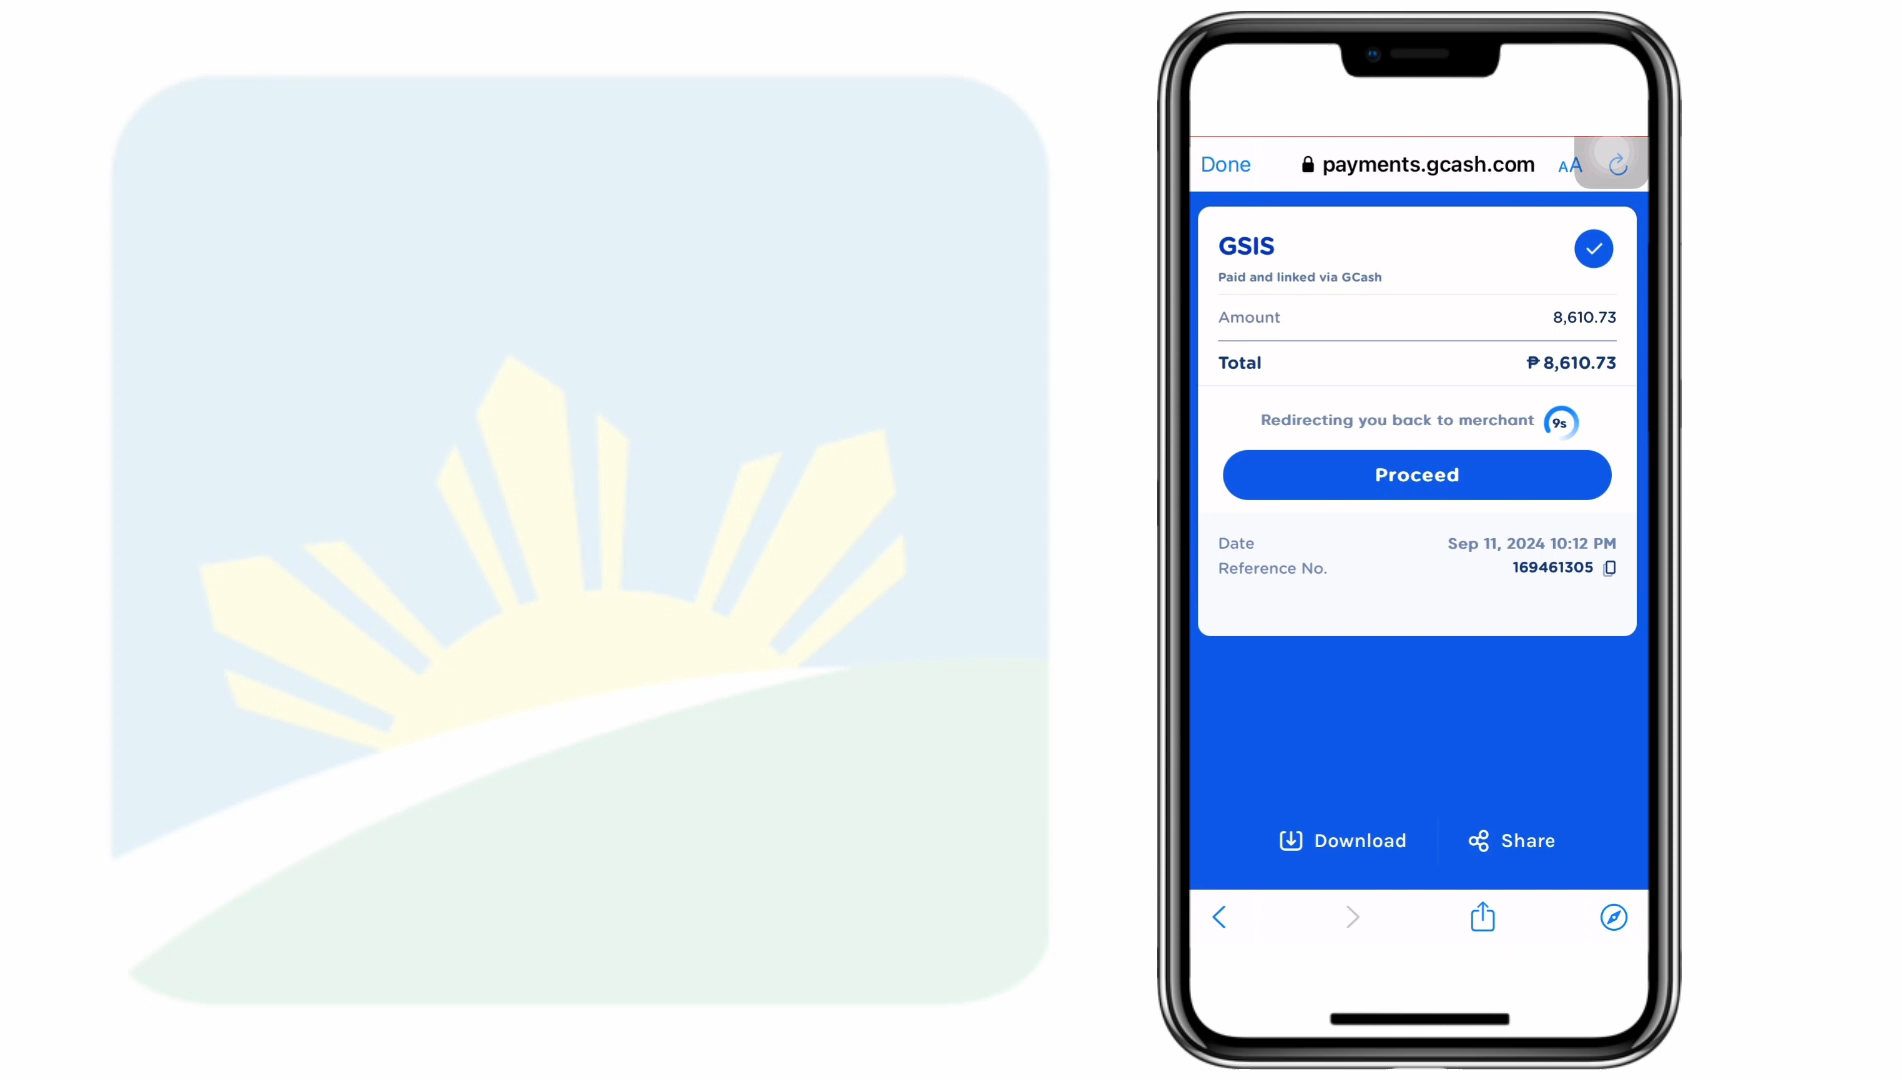 Done payments.gcash.com AA
GSIS
Paid and linked via GCash
Amount 8,610.73
Total ₱8,610.73
Redirecting you back to merchant 9s
Proceed
Date Sep 11, 2024 10:12 PM
Reference No. 169461305
Download Share